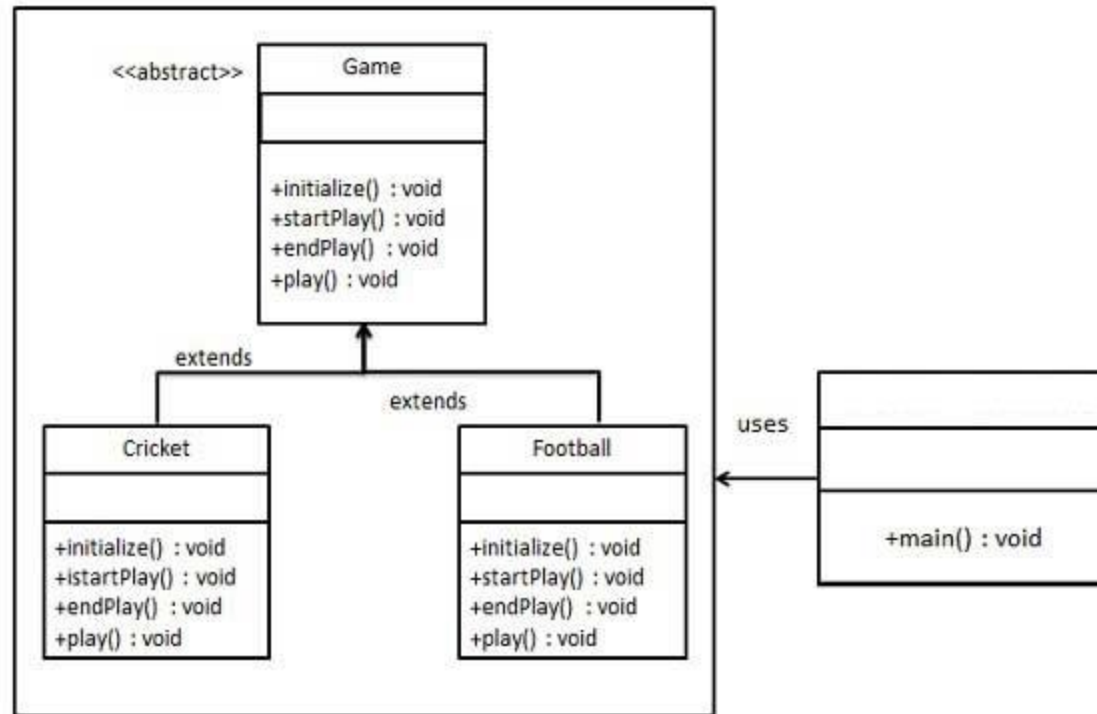 <<abstract>>
Game
+initialize() : void
+startPlay() : void
+endPlay() : void
+play() : void
extends
extends
Cricket
+initialize() : void
+istartPlay() : void
+endPlay() : void
+play() : void
Football
+initialize() : void
+startPlay() : void
+endPlay() : void
+play() : void
uses
+main() : void